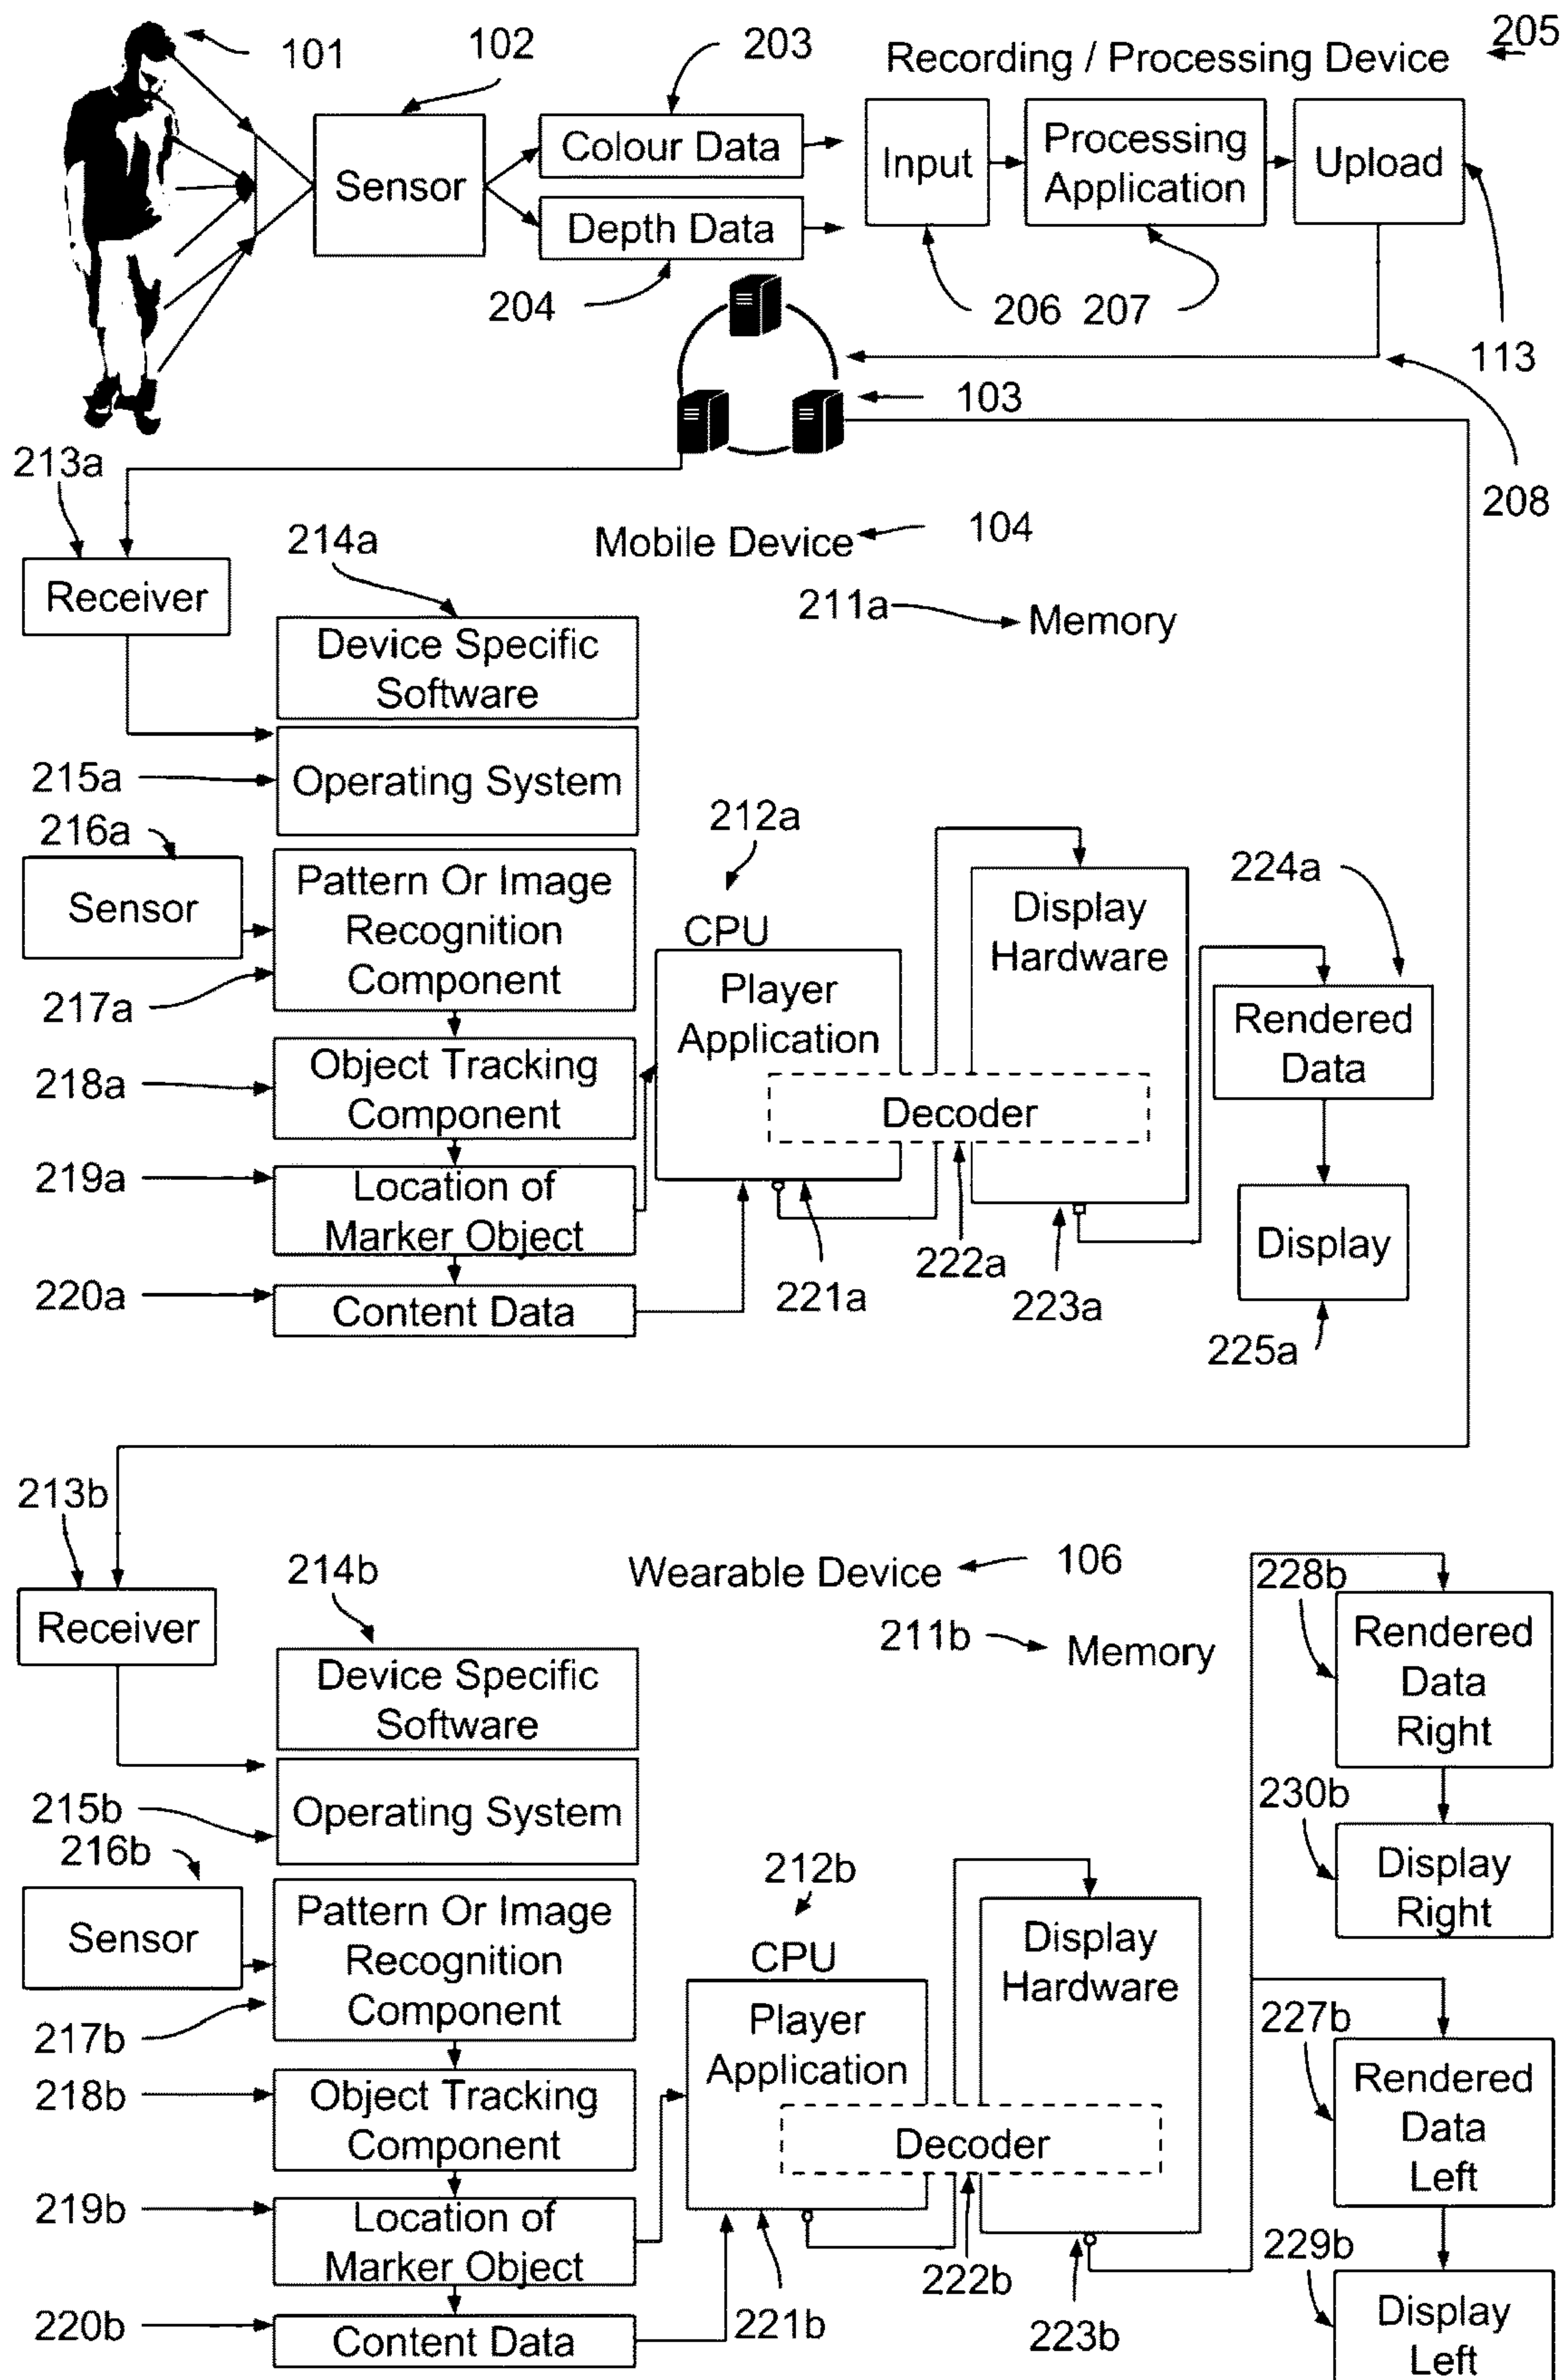 101
102
203
Recording / Processing Device
205
Sensor
Colour Data
Depth Data
Input
Processing
Application
Upload
204
206
207
113
103
208
213a
Receiver
214a
Mobile Device
104
211a
Memory
Device Specific
Software
215a
Operating System
216a
Sensor
217a
Pattern Or Image
Recognition
Component
218a
Object Tracking
Component
219a
Location of
Marker Object
220a
Content Data
212a
CPU
Player
Application
Decoder
Display
Hardware
221a
222a
223a
224a
Rendered
Data
Display
225a
213b
Receiver
214b
Wearable Device
106
211b
Memory
Device Specific
Software
215b
Operating System
216b
Sensor
217b
Pattern Or Image
Recognition
Component
218b
Object Tracking
Component
219b
Location of
Marker Object
220b
Content Data
212b
CPU
Player
Application
Decoder
Display
Hardware
221b
222b
223b
228b
Rendered
Data
Right
230b
Display
Right
227b
Rendered
Data
Left
229b
Display
Left